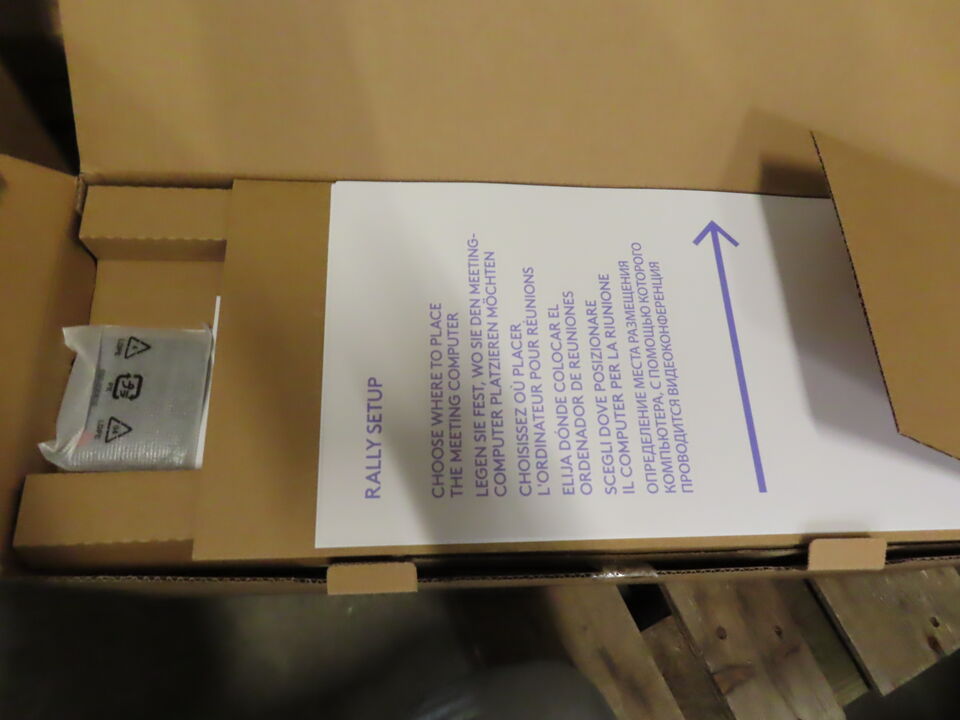 RALLY SETUP
CHOOSE WHERE TO PLACE
THE MEETING COMPUTER
LEGEN SIE FEST, WO SIE DEN MEETING-
COMPUTER PLATZIEREN MÖCHTEN
CHOISISSEZ OÙ PLACER
L'ORDINATEUR POUR RÉUNIONS
ELIJA DÓNDE COLOCAR EL
ORDENADOR DE REUNIONES
SCEGLI DOVE POSIZIONARE
IL COMPUTER PER LA RIUNIONE
ОПРЕДЕЛЕНИЕ МЕСТА РАЗМЕЩЕНИЯ
КОМПЬЮТЕРА, С ПОМОЩЬЮ КОТОРОГО
ПРОВОДИТСЯ ВИДЕОКОНФЕРЕНЦИЯ